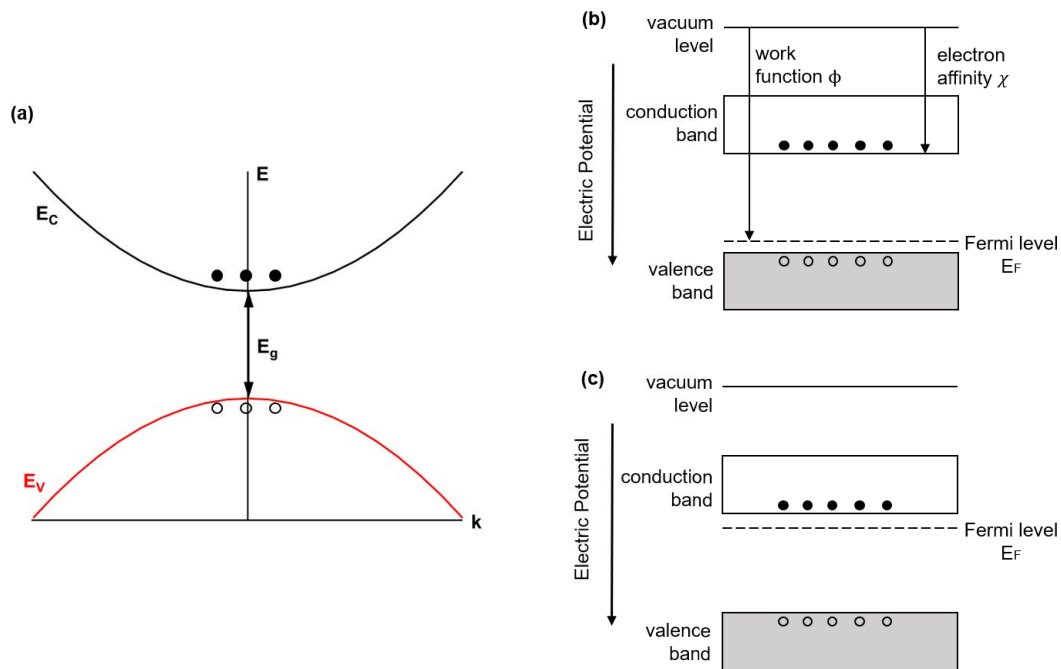 (a)
E
E_C
E_g
E_V
k
(b)
vacuum
level
work
function ϕ
electron
affinity χ
Electric Potential
conduction
band
Fermi level
E_F
valence
band
(c)
vacuum
level
Electric Potential
conduction
band
Fermi level
E_F
valence
band